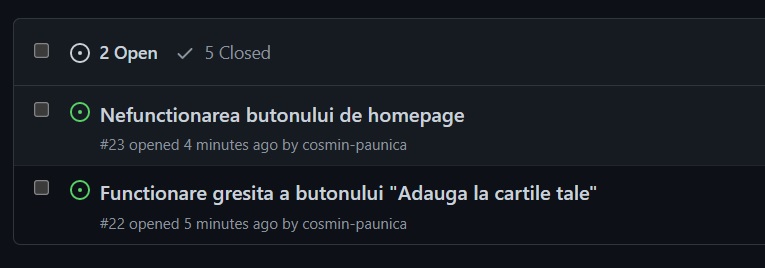 2 Open 5 Closed
Nefunctionarea butonului de homepage
#23 opened 4 minutes ago by cosmin-paunica
Functionare gresita a butonului "Adauga la cartile tale"
#22 opened 5 minutes ago by cosmin-paunica